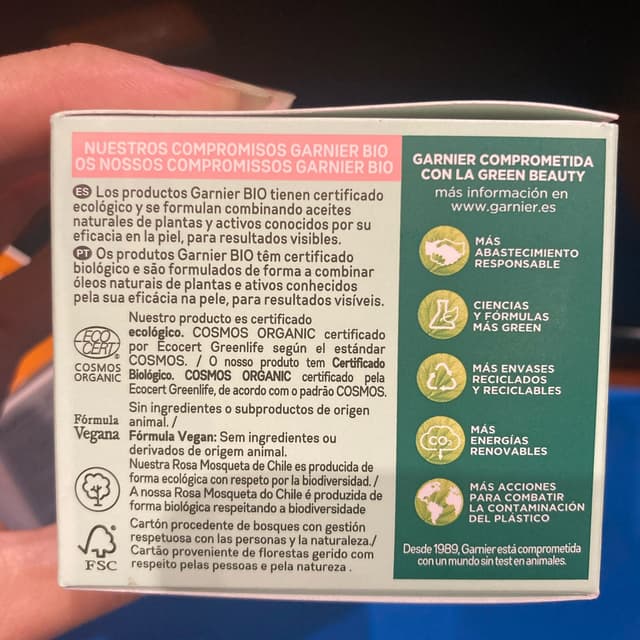 NUESTROS COMPROMISOS GARNIER BIO
OS NOSSOS COMPROMISSOS GARNIER BIO
ES Los productos Garnier BIO tienen certificado
ecológico y se formulan combinando aceites
naturales de plantas y activos conocidos por su
eficacia en la piel, para resultados visibles.
PT Os produtos Garnier BIO têm certificado
biológico e são formulados de forma a combinar
óleos naturais de plantas e ativos conhecidos
pela sua eficácia na pele, para resultados visíveis.
ECO
CERT
COSMOS
ORGANIC
Nuestro producto es certificado
ecológico. COSMOS ORGANIC certificado
por Ecocert Greenlife según el estándar
COSMOS. / O nosso produto tem Certificado
Biológico. COSMOS ORGANIC certificado pela
Ecocert Greenlife, de acordo com o padrão COSMOS.
Fórmula
Vegana
Sin ingredientes o subproductos de origen
animal. /
Fórmula Vegan: Sem ingredientes ou
derivados de origem animal.
Nuestra Rosa Mosqueta de Chile es producida de
forma ecológica con respeto por la biodiversidad. /
A nossa Rosa Mosqueta do Chile é produzida de
forma biológica respeitando a biodiversidade
FSC
Cartón procedente de bosques con gestión
respetuosa con las personas y la naturaleza./
Cartão proveniente de florestas gerido com
respeito pelas pessoas e pela natureza .
GARNIER COMPROMETIDA
CON LA GREEN BEAUTY
más información en
www.garnier.es
MÁS
ABASTECIMIENTO
RESPONSABLE
CIENCIAS
Y FÓRMULAS
MÁS GREEN
MÁS ENVASES
RECICLADOS
Y RECICLABLES
CO2
MÁS
ENERGÍAS
RENOVABLES
MÁS ACCIONES
PARA COMBATIR
LA CONTAMINACIÓN
DEL PLÁSTICO
Desde 1989, Garnier está comprometida
con un mundo sin test en animales.